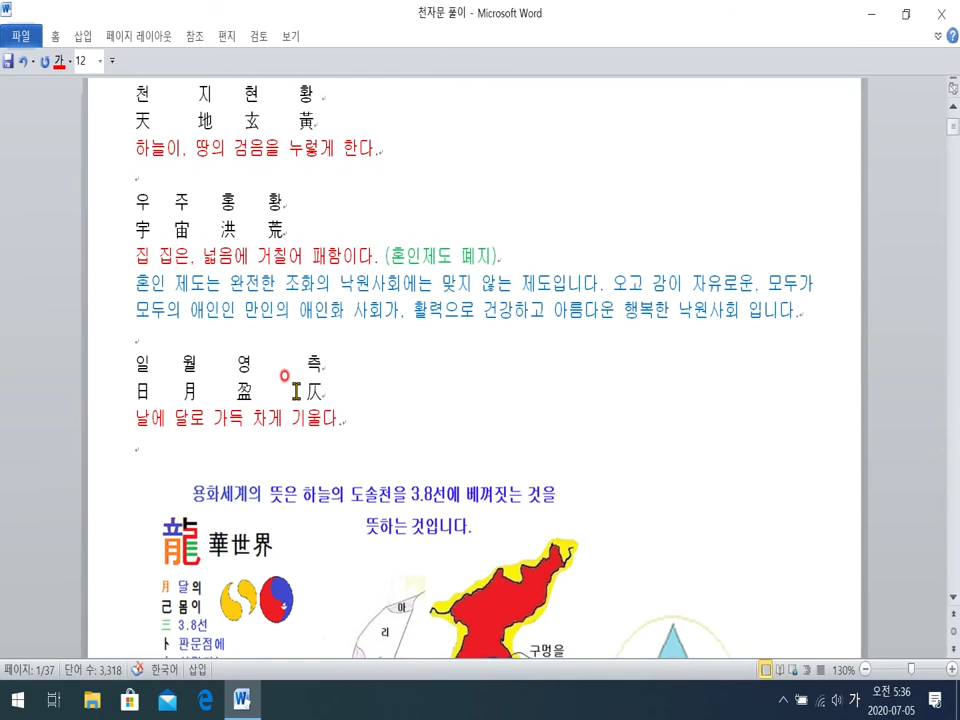 천자문 풀이 - Microsoft Word
파일 홈 삽입 페이지 레이아웃 참조 편지 검토 보기
가 12
천 지 현 황
天 地 玄 黃
하늘이, 땅의 검음을 누렇게 한다.
우 주 홍 황
宇 宙 洪 荒
집 집은, 넓음에 거칠어 패함이다. (혼인제도 폐지)
혼인 제도는 완전한 조화의 낙원사회에는 맞지 않는 제도입니다. 오고 감이 자유로운, 모두가
모두의 애인인 만인의 애인화 사회가, 활력으로 건강하고 아름다운 행복한 낙원사회 입니다.
일 월 영 측
日 月 盈 仄
날에 달로 가득 차게 기울다.
용화세계의 뜻은 하늘의 도솔천을 3.8선에 베껴짓는 것을
뜻하는 것입니다.
龍 華世界
月 달의
己 몸이
三 3.8선
卜 판문점에
아
리
구멍을
페이지: 1/37 단어 수: 3,318 한국어 삽입 130%
가 오전 5:36
2020-07-05